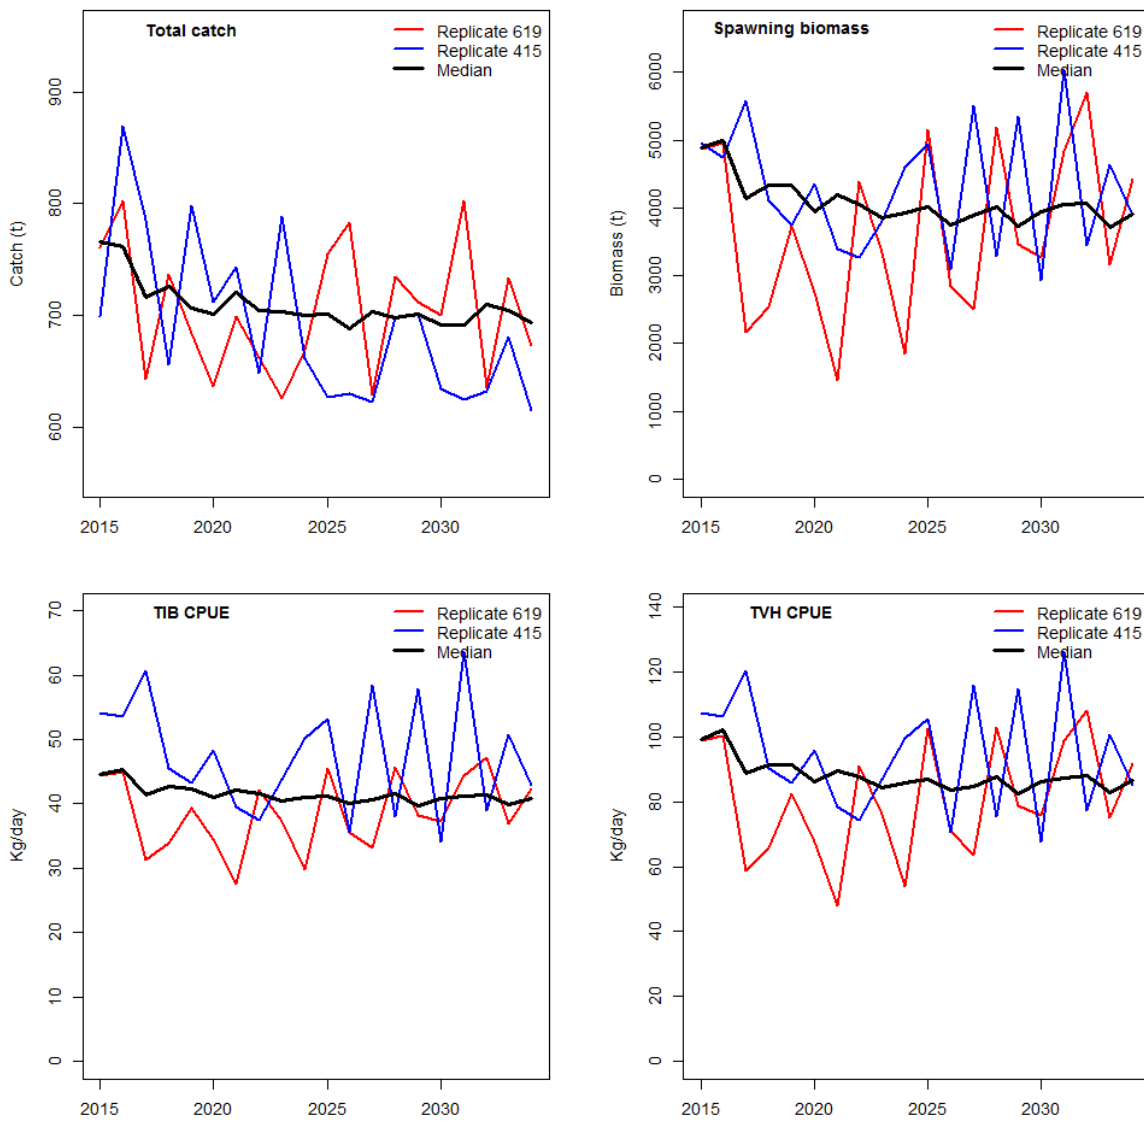 Total catch
Replicate 619
Replicate 415
Median
Catch (t)
900
800
700
600
2015 2020 2025 2030
Spawning biomass
Replicate 619
Replicate 415
Median
Biomass (t)
6000
5000
4000
3000
2000
1000
0
2015 2020 2025 2030
TIB CPUE
Replicate 619
Replicate 415
Median
Kg/day
70
60
50
40
30
20
10
0
2015 2020 2025 2030
TVH CPUE
Replicate 619
Replicate 415
Median
Kg/day
140
120
100
80
60
40
20
0
2015 2020 2025 2030